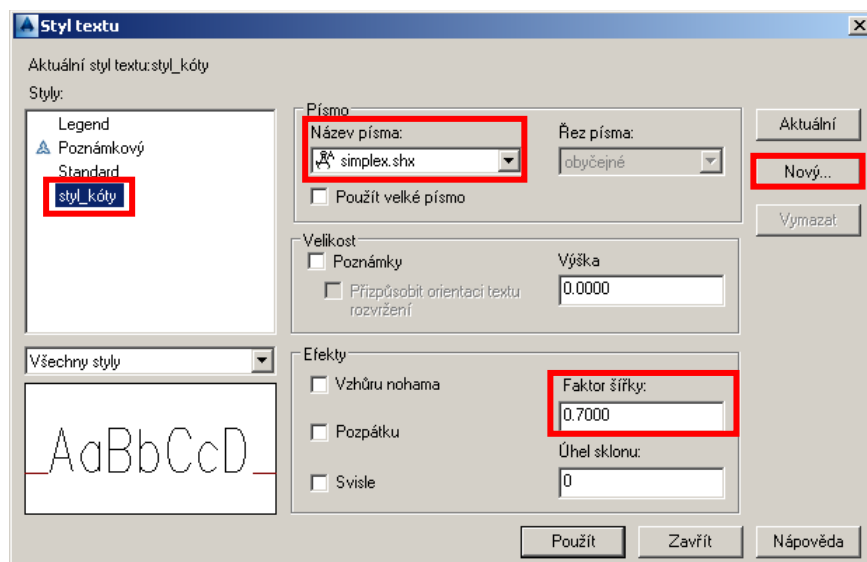 Styl textu
Aktuální styl textu:styl_kóty
Styly:
Legend
Poznámkový
Standard
styl_kóty
Všechny styly
AaBbCcD
Písmo
Název písma:
simplex.shx
Řez písma:
obyčejné
Použít velké písmo
Velikost
Poznámky
Přizpůsobit orientaci textu
rozvržení
Výška
0.0000
Efekty
Vzhůru nohama
Pozpátku
Svisle
Faktor šířky:
0.7000
Úhel sklonu:
0
Aktuální
Nový...
Vymazat
Použít
Zavřít
Nápověda